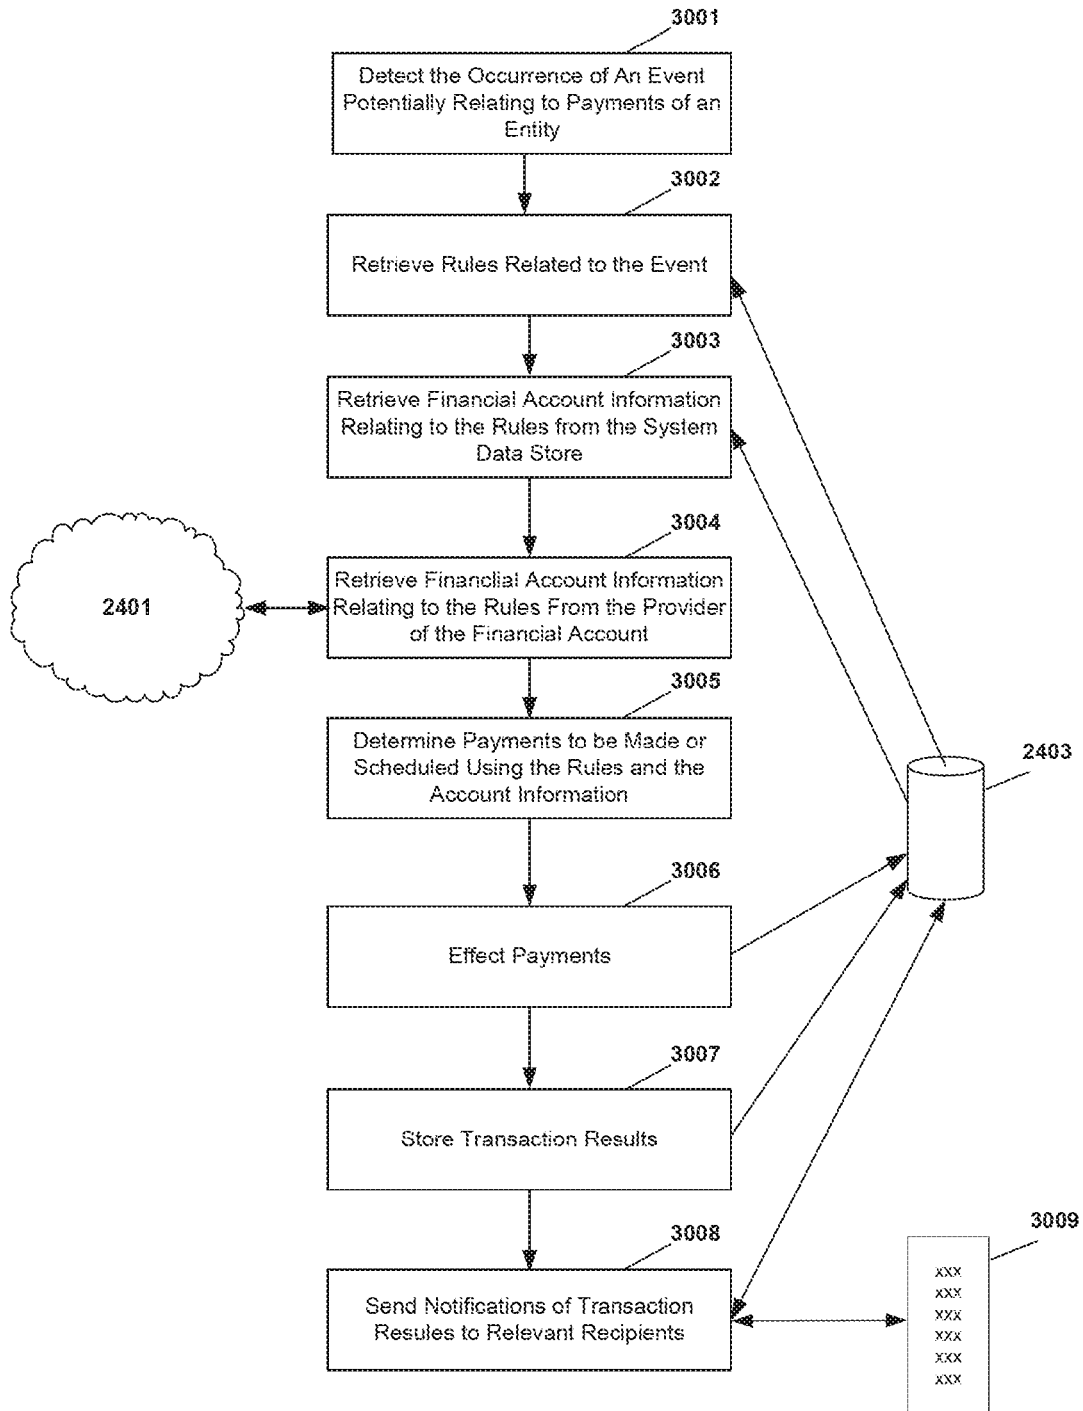 3001
Detect the Occurrence of An Event
Potentially Relating to Payments of an
Entity
3002
Retrieve Rules Related to the Event
3003
Retrieve Financial Account Information
Relating to the Rules from the System
Data Store
3004
Retrieve Financlial Account Information
Relating to the Rules From the Provider
of the Financial Account
2401
3005
Determine Payments to be Made or
Scheduled Using the Rules and the
Account Information
2403
3006
Effect Payments
3007
Store Transaction Results
3008
Send Notifications of Transaction
Resules to Relevant Recipients
3009
xxx
xxx
xxx
xxx
xxx
xxx